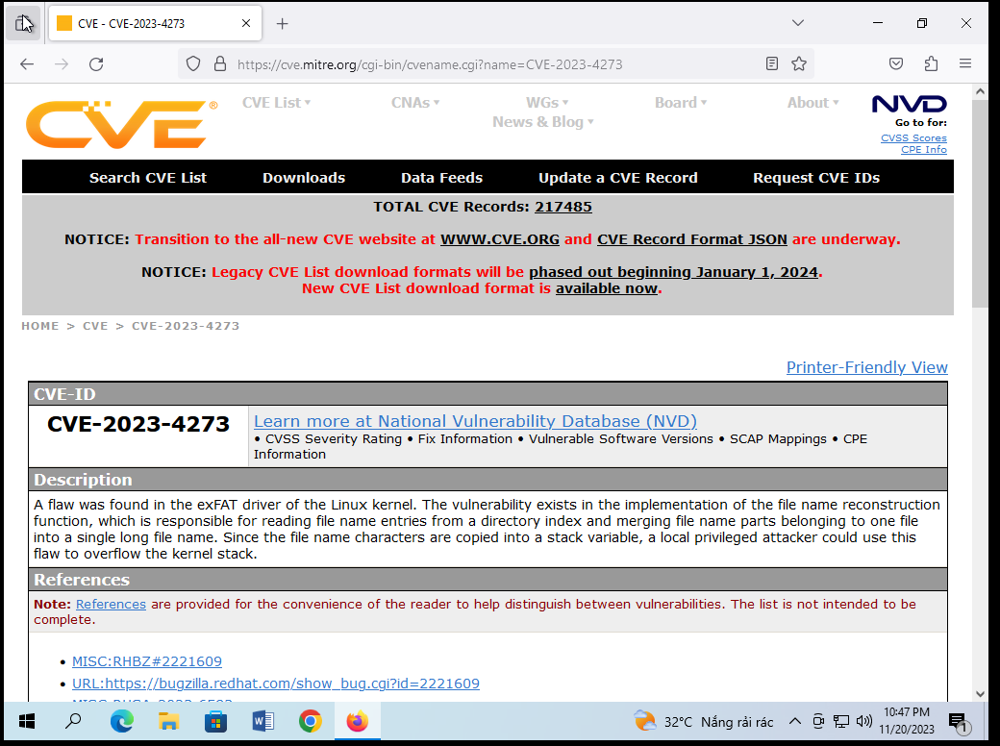 CVE - CVE-2023-4273
https://cve.mitre.org/cgi-bin/cvename.cgi?name=CVE-2023-4273
CVE®
CVE List
CNAs
WGs
Board
About
News & Blog
NVD
Go to for:
CVSS Scores
CPE Info
Search CVE List
Downloads
Data Feeds
Update a CVE Record
Request CVE IDs
TOTAL CVE Records: 217485
NOTICE: Transition to the all-new CVE website at WWW.CVE.ORG and CVE Record Format JSON are underway.
NOTICE: Legacy CVE List download formats will be phased out beginning January 1, 2024.
New CVE List download format is available now.
HOME > CVE > CVE-2023-4273
Printer-Friendly View
CVE-ID
CVE-2023-4273
Learn more at National Vulnerability Database (NVD)
• CVSS Severity Rating • Fix Information • Vulnerable Software Versions • SCAP Mappings • CPE
Information
Description
A flaw was found in the exFAT driver of the Linux kernel. The vulnerability exists in the implementation of the file name reconstruction
function, which is responsible for reading file name entries from a directory index and merging file name parts belonging to one file
into a single long file name. Since the file name characters are copied into a stack variable, a local privileged attacker could use this
flaw to overflow the kernel stack.
References
Note: References are provided for the convenience of the reader to help distinguish between vulnerabilities. The list is not intended to be
complete.
• MISC:RHBZ#2221609
• URL:https://bugzilla.redhat.com/show_bug.cgi?id=2221609
32°C Nắng rải rác
10:47 PM
11/20/2023
1